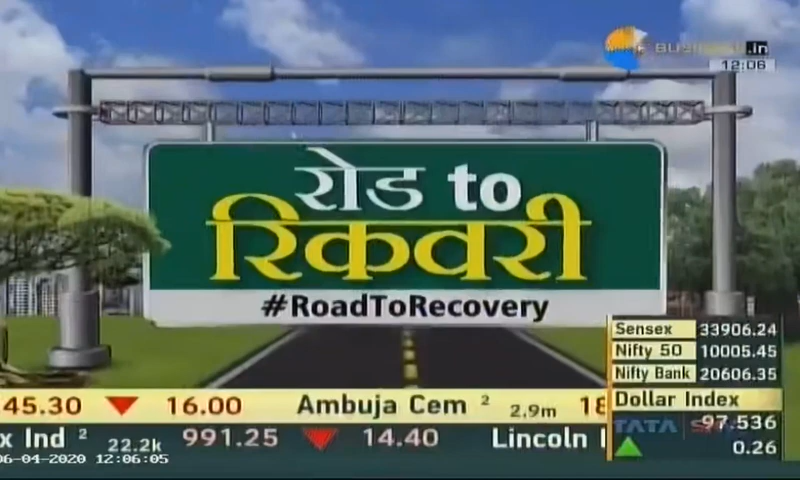 BUSINESS.in
12:06
रोड to
रिकवरी
#RoadToRecovery
Sensex 33906.24
Nifty 50 10005.45
Nifty Bank 20606.35
Dollar Index
97.536
0.26
TATA
45.30 16.00 Ambuja Cem 2 2.9m 18
x Ind 2 22.2k 991.25 14.40 Lincoln
06-04-2020 12:06:05